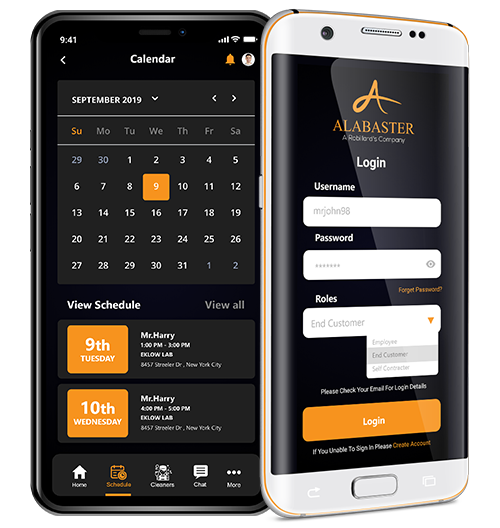 9:41
Calendar
SEPTEMBER 2019
Su Mo Tu We Th Fr Sa
29 30 1 2 3 4 5
6 7 8 9 10 11 12
13 14 15 16 17 18 19
20 21 22 23 24 25 26
27 28 29 30 31 1 2
View Schedule View all
9th
TUESDAY
Mr.Harry
1:00 PM - 3:00 PM
EKLOW LAB
8457 Streeler Dr , New York City
10th
WEDNESDAY
Mr.Harry
4:00 PM - 5:00 PM
EKLOW LAB
8457 Streeler Dr , New York City
Home Schedule Cleaners Chat More
ALABASTER
A Robillard's Company
Login
Username
mrjohn98
Password
Forget Password?
Roles
End Customer
Employee
End Customer
Self Contractor
Please Check Your Email For Login Details
Login
If You Unable To Sign In Please Create Account